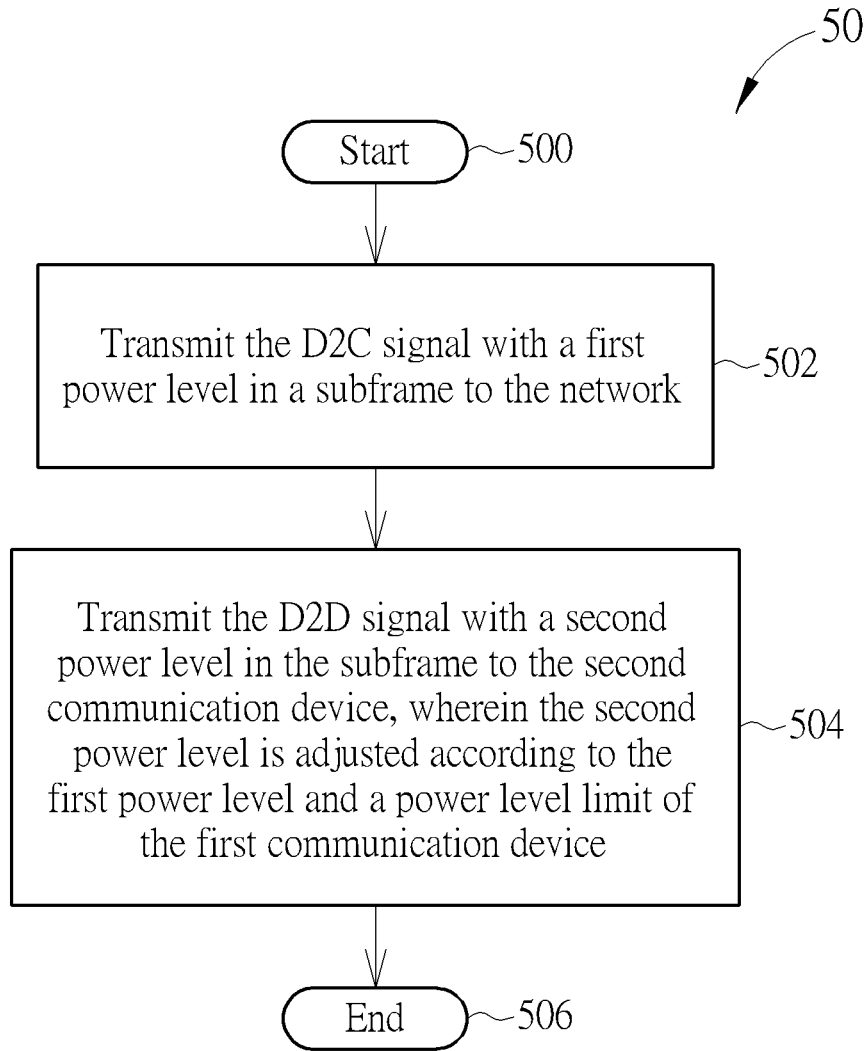 50
Start
500
Transmit the D2C signal with a first
power level in a subframe to the network
502
Transmit the D2D signal with a second
power level in the subframe to the second
communication device, wherein the second
power level is adjusted according to the
first power level and a power level limit of
the first communication device
504
End
506